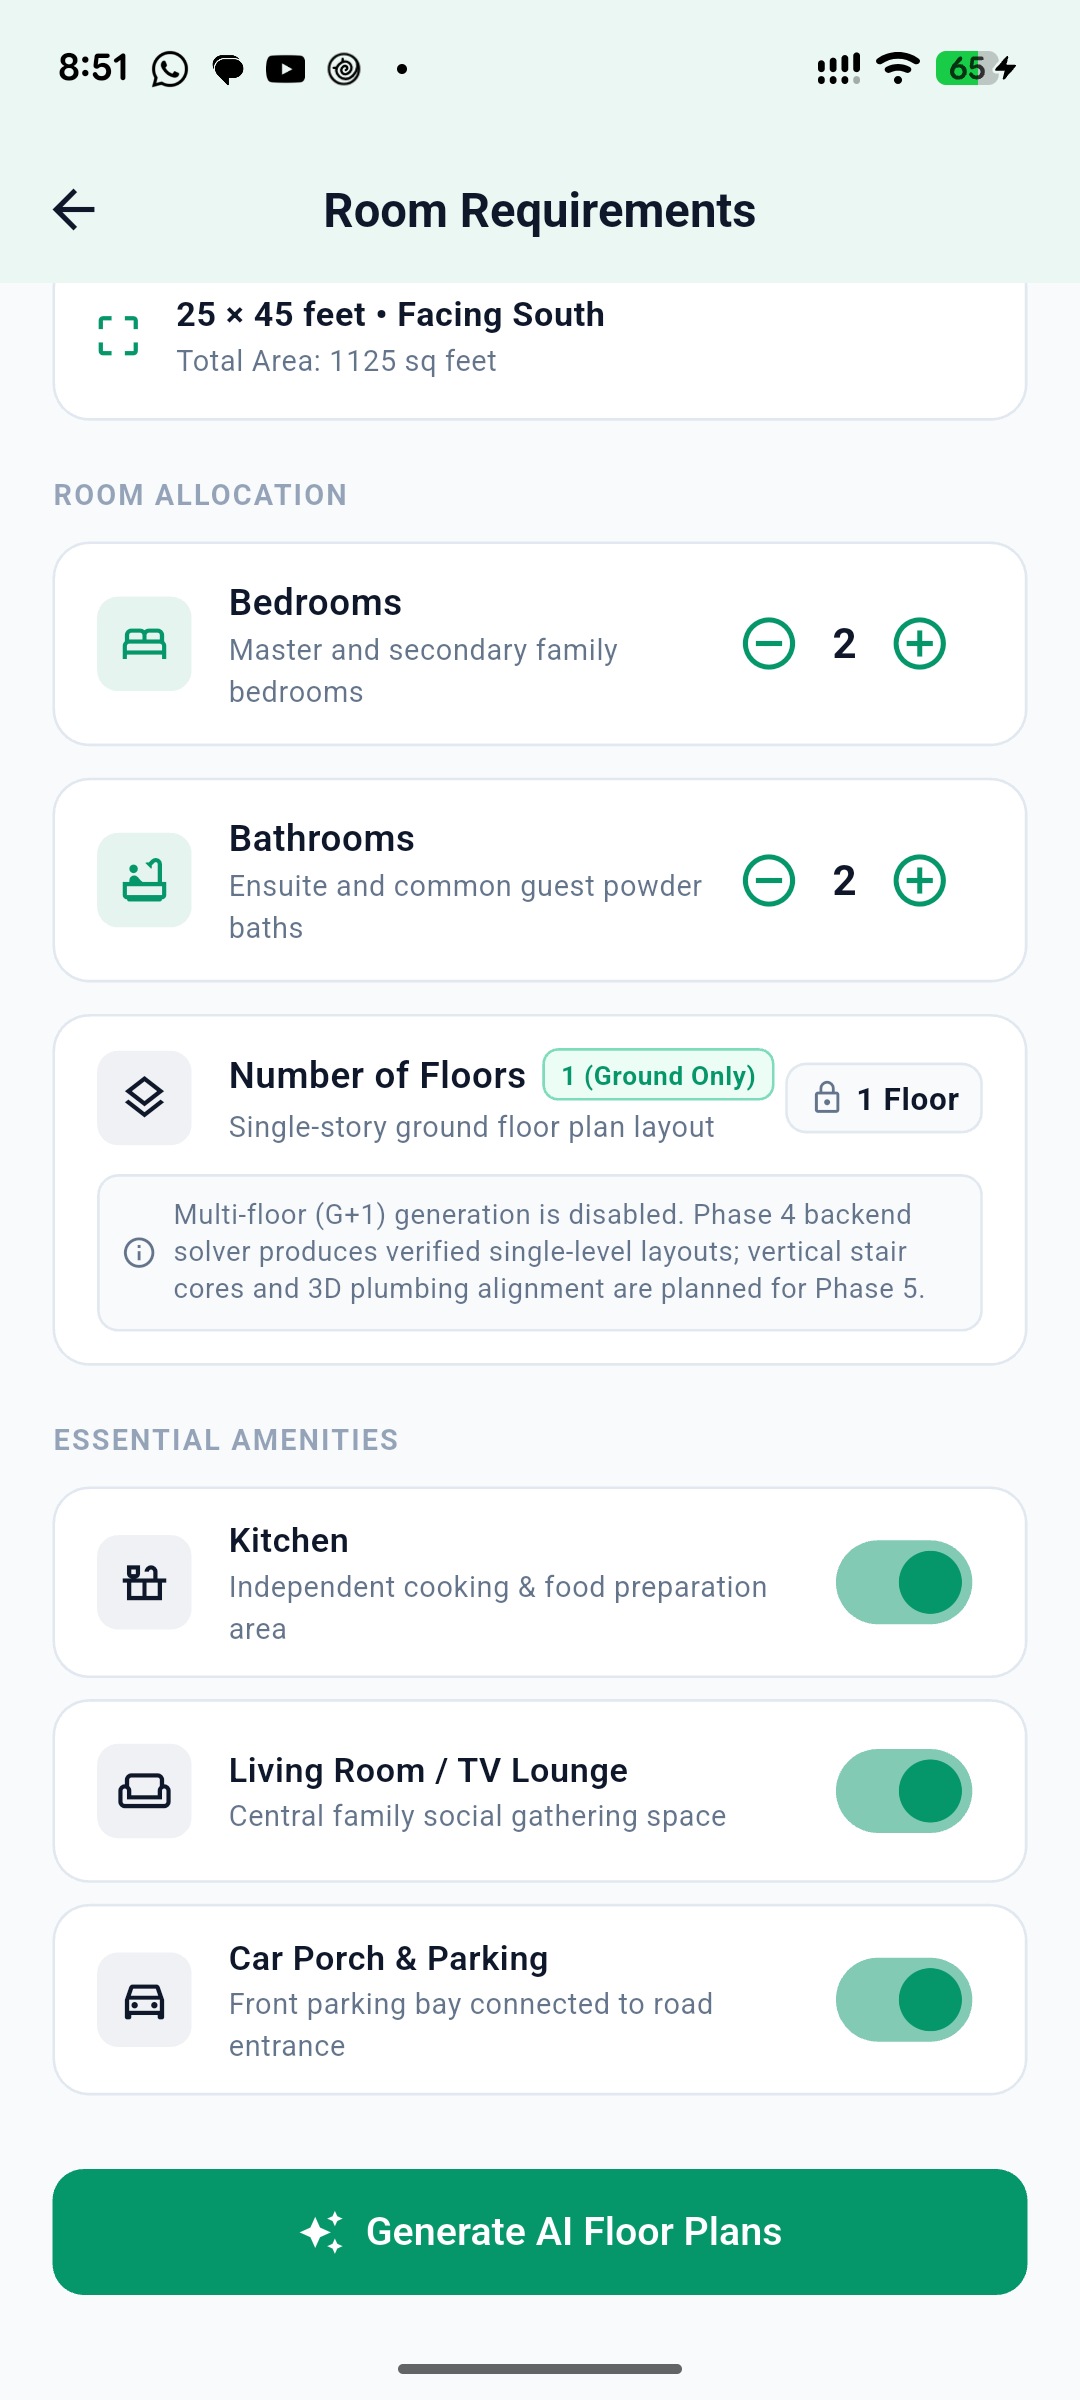 8:51
65
Room Requirements
25 × 45 feet • Facing South
Total Area: 1125 sq feet
ROOM ALLOCATION
Bedrooms
Master and secondary family
bedrooms
2
Bathrooms
Ensuite and common guest powder
baths
2
Number of Floors
1 (Ground Only)
Single-story ground floor plan layout
1 Floor
Multi-floor (G+1) generation is disabled. Phase 4 backend
solver produces verified single-level layouts; vertical stair
cores and 3D plumbing alignment are planned for Phase 5.
ESSENTIAL AMENITIES
Kitchen
Independent cooking & food preparation
area
Living Room / TV Lounge
Central family social gathering space
Car Porch & Parking
Front parking bay connected to road
entrance
Generate AI Floor Plans